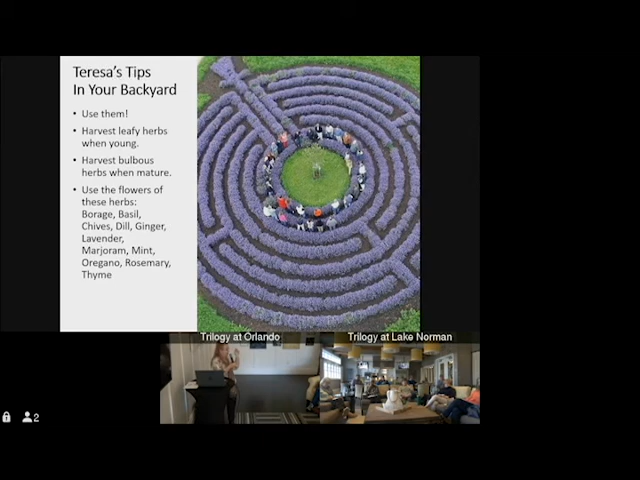 Teresa's Tips
In Your Backyard
• Use them!
• Harvest leafy herbs
when young.
• Harvest bulbous
herbs when mature.
• Use the flowers of
these herbs:
Borage, Basil,
Chives, Dill, Ginger,
Lavender,
Marjoram, Mint,
Oregano, Rosemary,
Thyme
Trilogy at Orlando
Trilogy at Lake Norman
2